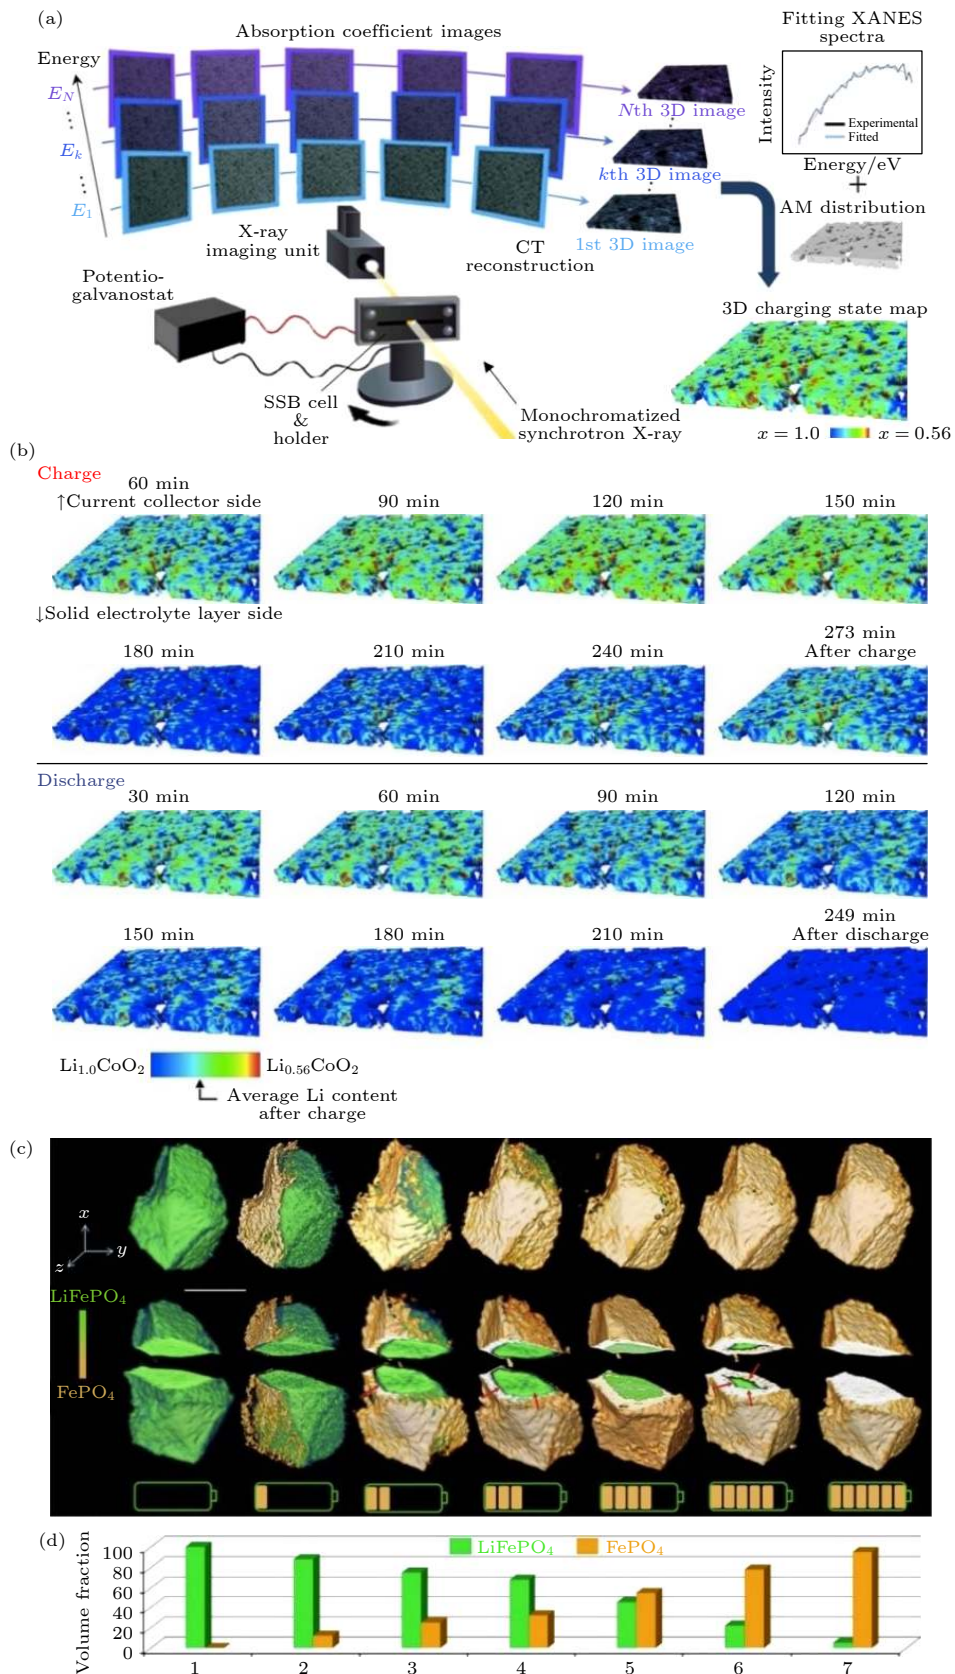 (a)
Fitting XANES
spectra
Absorption coefficient images
Energy
E_N
E_k
E_1
Nth 3D image
kth 3D image
1st 3D image
Intensity
Experimental
Fitted
Energy/eV
+
AM distribution
X-ray
imaging unit
CT
reconstruction
Potentio-
galvanostat
3D charging state map
SSB cell
&
holder
Monochromatized
synchrotron X-ray
x = 1.0
x = 0.56
(b)
Charge
60 min
↑Current collector side
90 min
120 min
150 min
↓Solid electrolyte layer side
180 min
210 min
240 min
273 min
After charge
Discharge
30 min
60 min
90 min
120 min
150 min
180 min
210 min
249 min
After discharge
Li₁.₀CoO₂
Li₀.₅₆CoO₂
Average Li content
after charge
(c)
x
y
z
LiFePO₄
FePO₄
(d)
Volume fraction
LiFePO₄
FePO₄
100
80
60
40
20
0
1 2 3 4 5 6 7